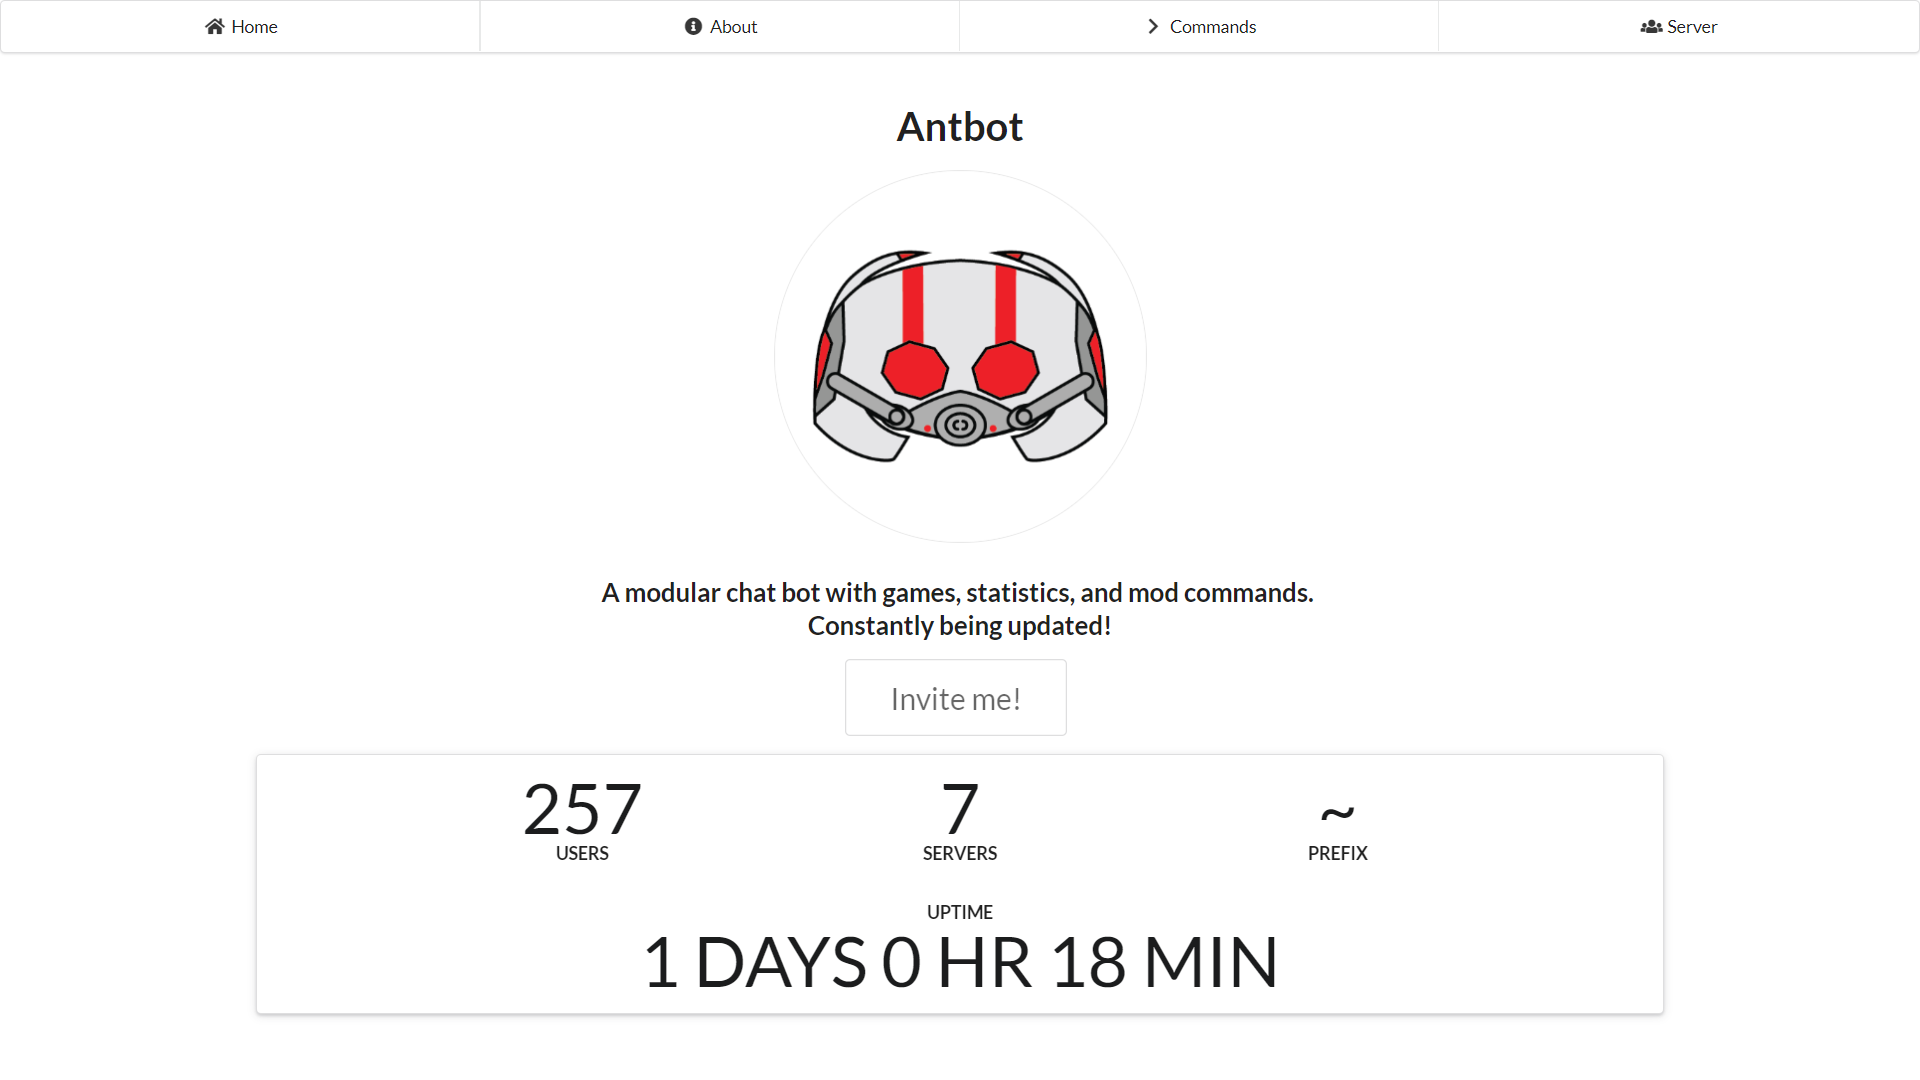 Home
About
Commands
Server
Antbot
A modular chat bot with games, statistics, and mod commands.
Constantly being updated!
Invite me!
257
USERS
7
SERVERS
~
PREFIX
UPTIME
1 DAYS 0 HR 18 MIN